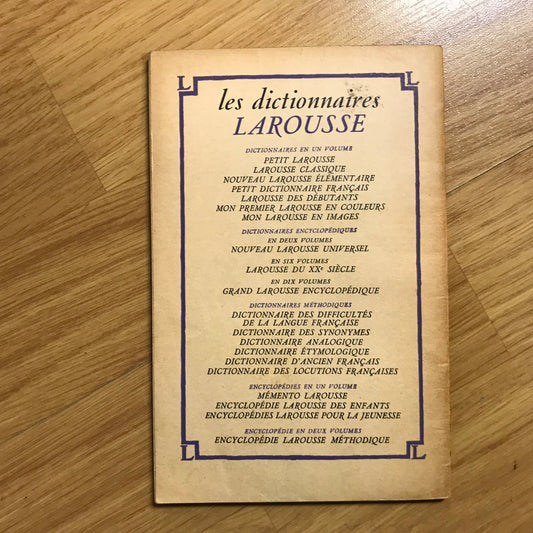 L L
les dictionnaires
LAROUSSE
DICTIONNAIRES EN UN VOLUME
PETIT LAROUSSE
LAROUSSE CLASSIQUE
NOUVEAU LAROUSSE ÉLÉMENTAIRE
PETIT DICTIONNAIRE FRANÇAIS
LAROUSSE DES DÉBUTANTS
MON PREMIER LAROUSSE EN COULEURS
MON LAROUSSE EN IMAGES
DICTIONNAIRES ENCYCLOPÉDIQUES
EN DEUX VOLUMES
NOUVEAU LAROUSSE UNIVERSEL
EN SIX VOLUMES
LAROUSSE DU XXe SIÈCLE
EN DIX VOLUMES
GRAND LAROUSSE ENCYCLOPÉDIQUE
DICTIONNAIRES MÉTHODIQUES
DICTIONNAIRE DES DIFFICULTÉS
DE LA LANGUE FRANÇAISE
DICTIONNAIRE DES SYNONYMES
DICTIONNAIRE ANALOGIQUE
DICTIONNAIRE ÉTYMOLOGIQUE
DICTIONNAIRE D'ANCIEN FRANÇAIS
DICTIONNAIRE DES LOCUTIONS FRANÇAISES
ENCYCLOPÉDIES EN UN VOLUME
MÉMENTO LAROUSSE
ENCYCLOPÉDIE LAROUSSE DES ENFANTS
ENCYCLOPÉDIES LAROUSSE POUR LA JEUNESSE
ENCYCLOPÉDIE EN DEUX VOLUMES
ENCYCLOPÉDIE LAROUSSE MÉTHODIQUE
L L